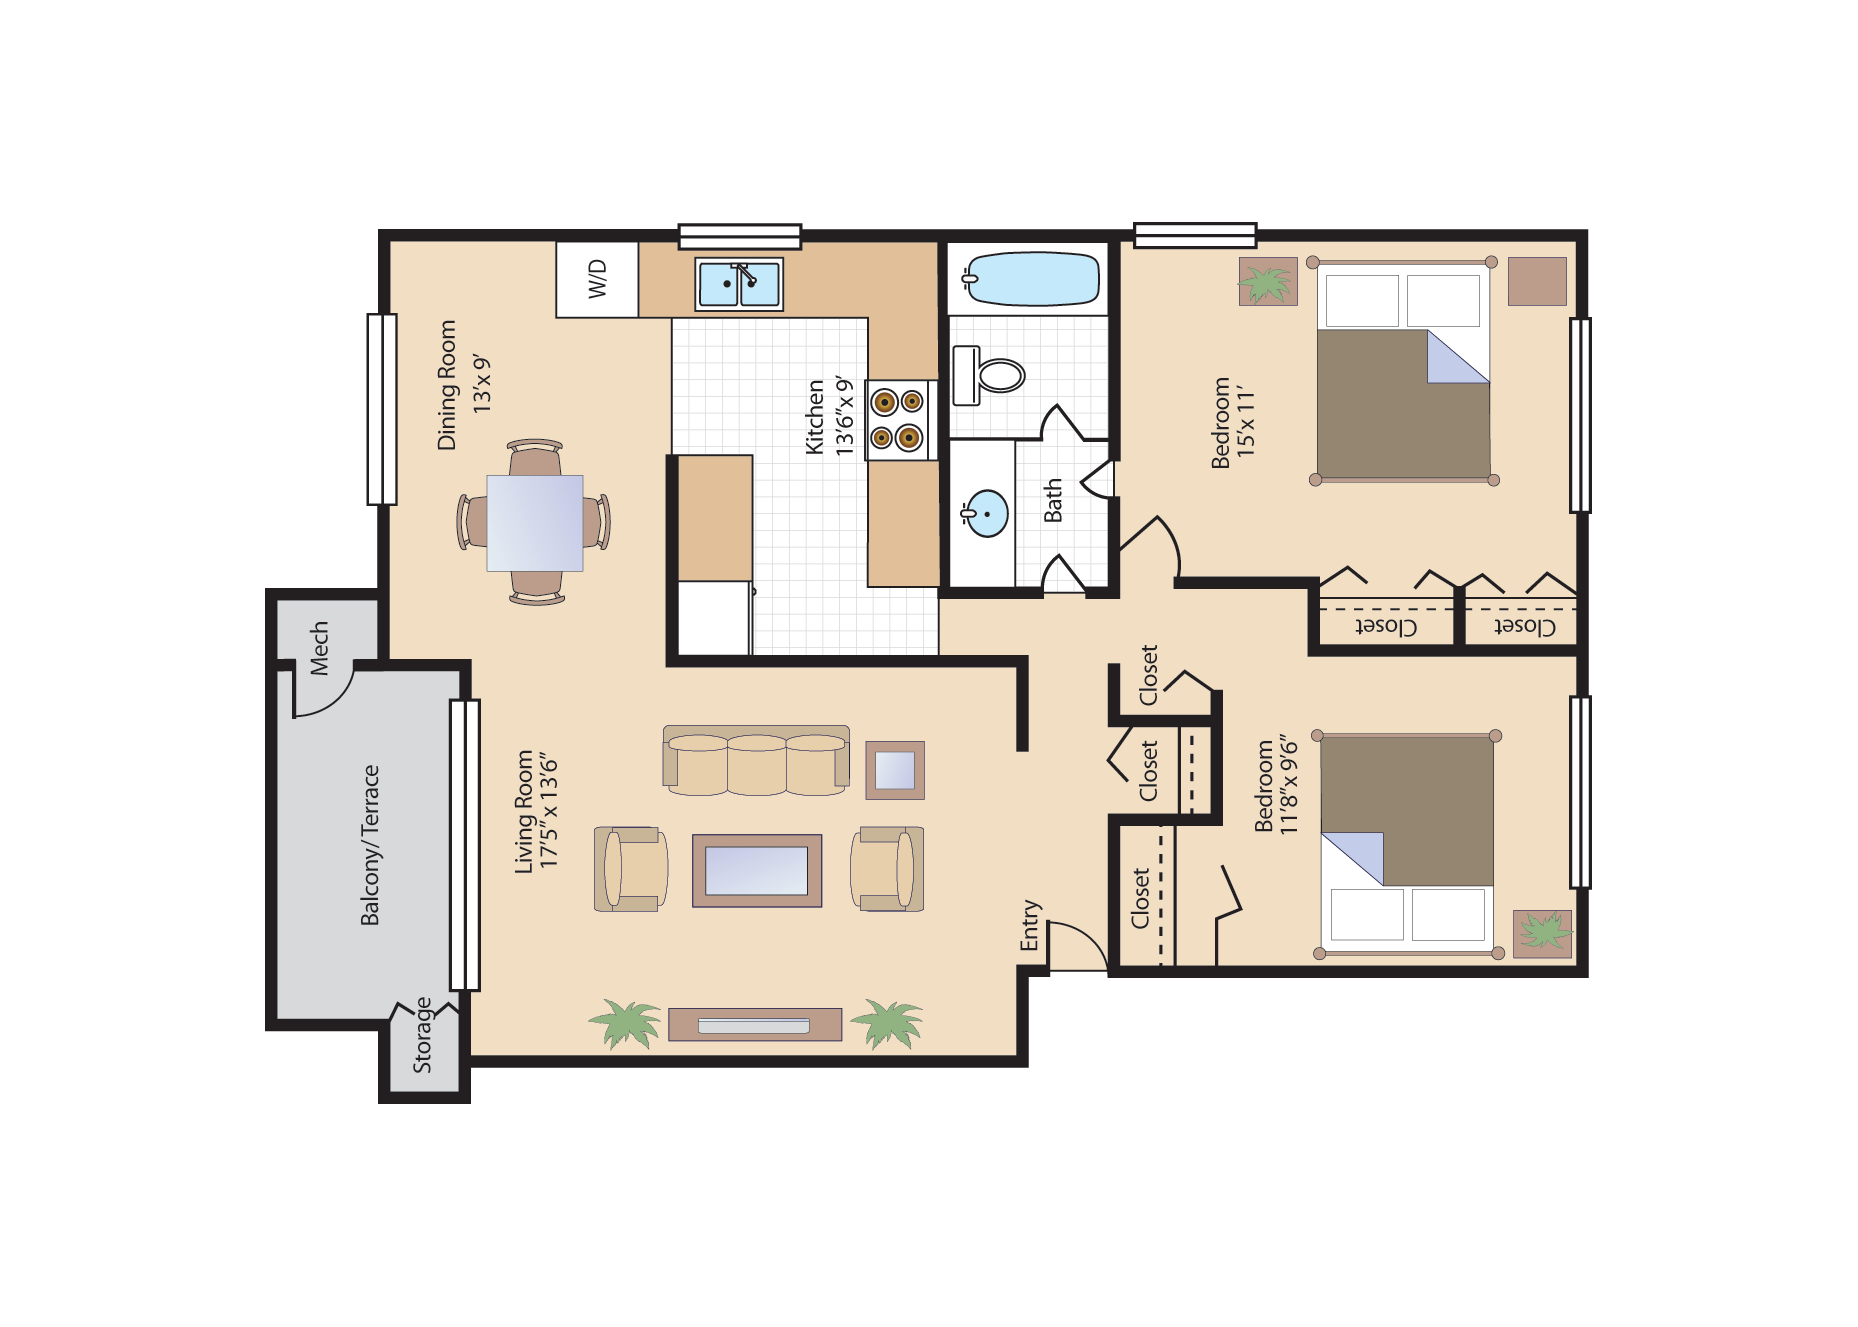 W/D
Dining Room
13'x 9'
Kitchen
13'6"x 9'
Bath
Bedroom
15'x 11'
Closet
Closet
Mech
Closet
Closet
Closet
Bedroom
11'8"x 9'6"
Living Room
17'5" x 13'6"
Balcony/Terrace
Entry
Storage